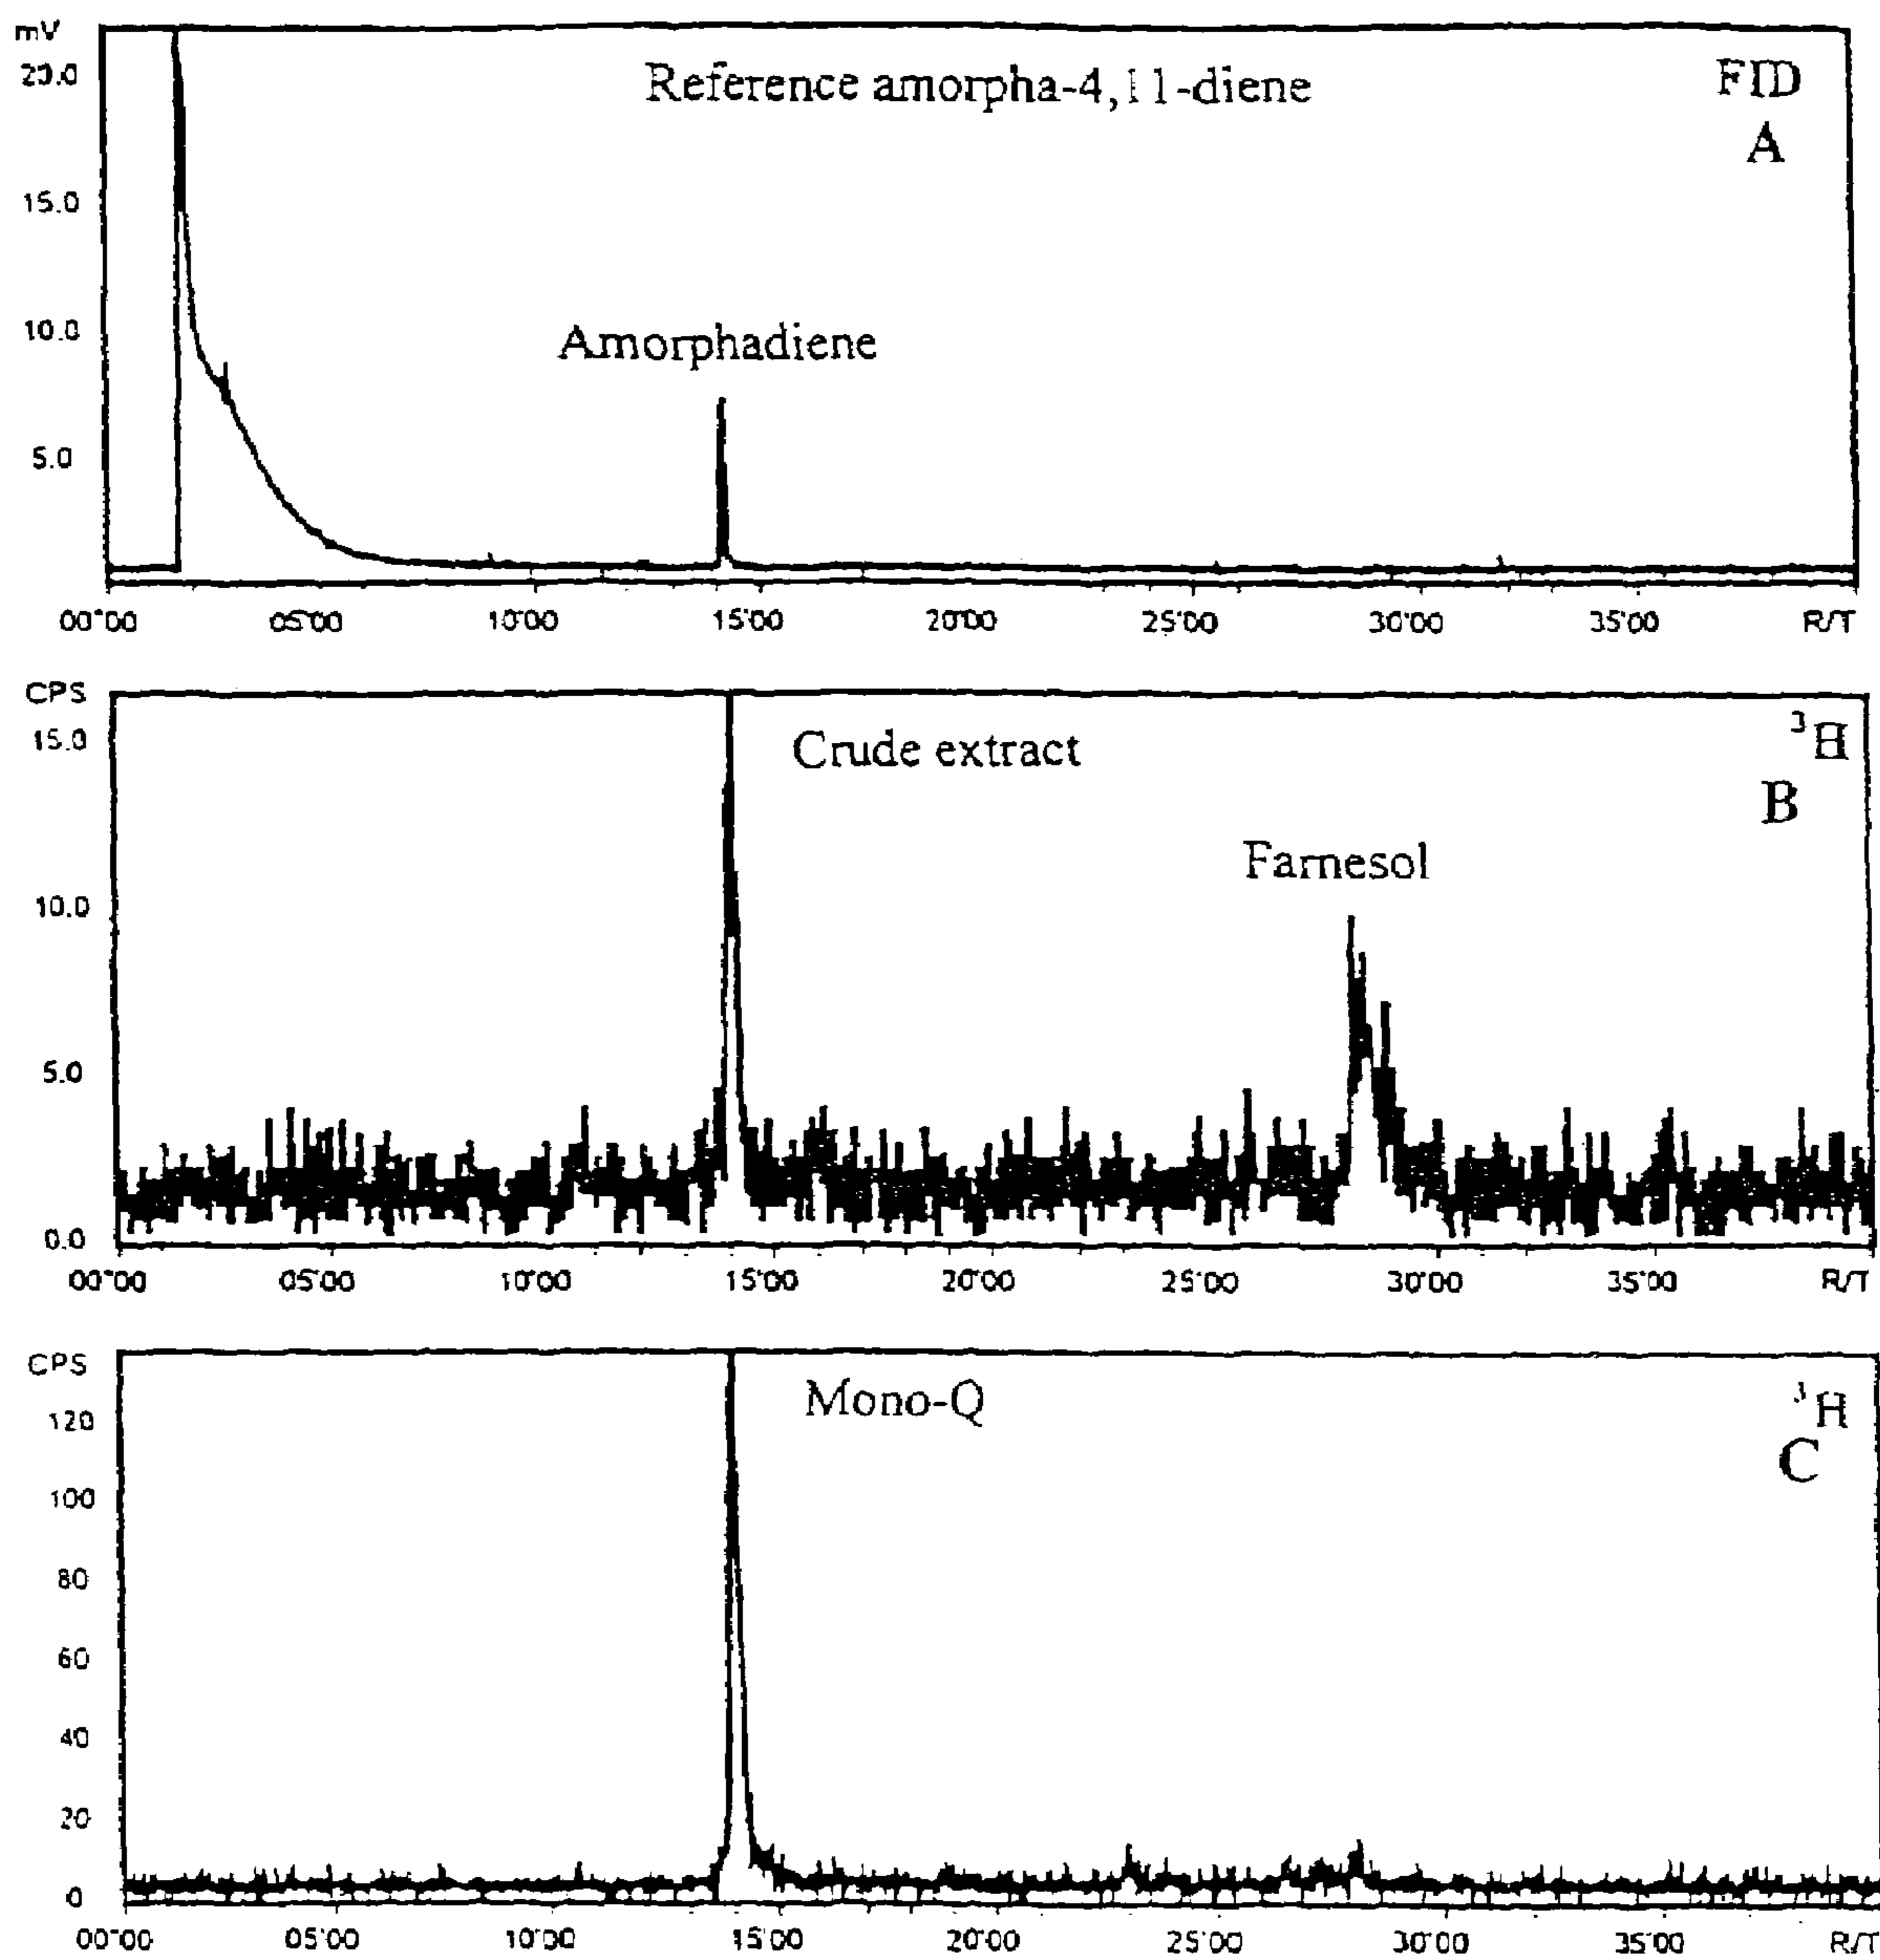 mV
20.0
Reference amorpha-4,11-diene
FID
A
15.0
10.0
Amorphadiene
5.0
00"00 05'00 10'00 15'00 20'00 25'00 30'00 35'00 R/T
CPS
15.0
Crude extract
³H
B
Farnesol
10.0
5.0
0.0
00"00 05'00 10'00 15'00 20'00 25'00 30'00 35'00 R/T
CPS
Mono-Q
³H
C
120
100
80
60
40
20
0
00"00 05'00 10'00 15'00 20'00 25'00 30'00 35'00 R/T